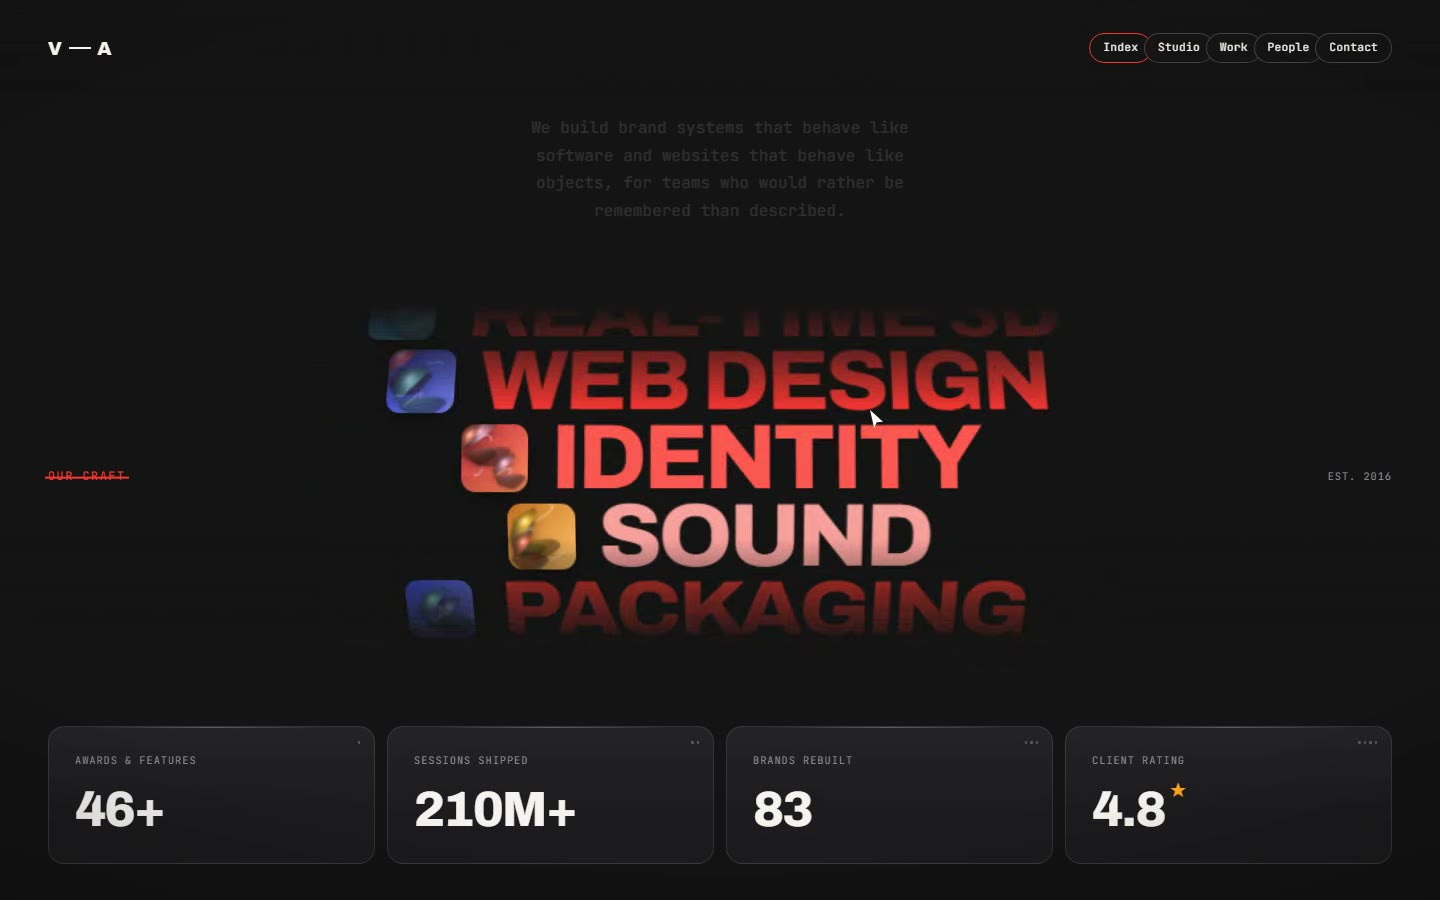 V — A
Index Studio Work People Contact
We build brand systems that behave like
software and websites that behave like
objects, for teams who would rather be
remembered than described.
REAL-TIME 3D
WEB DESIGN
IDENTITY
OUR CRAFT
EST. 2016
SOUND
PACKAGING
AWARDS & FEATURES
46+
SESSIONS SHIPPED
210M+
BRANDS REBUILT
83
CLIENT RATING
4.8★